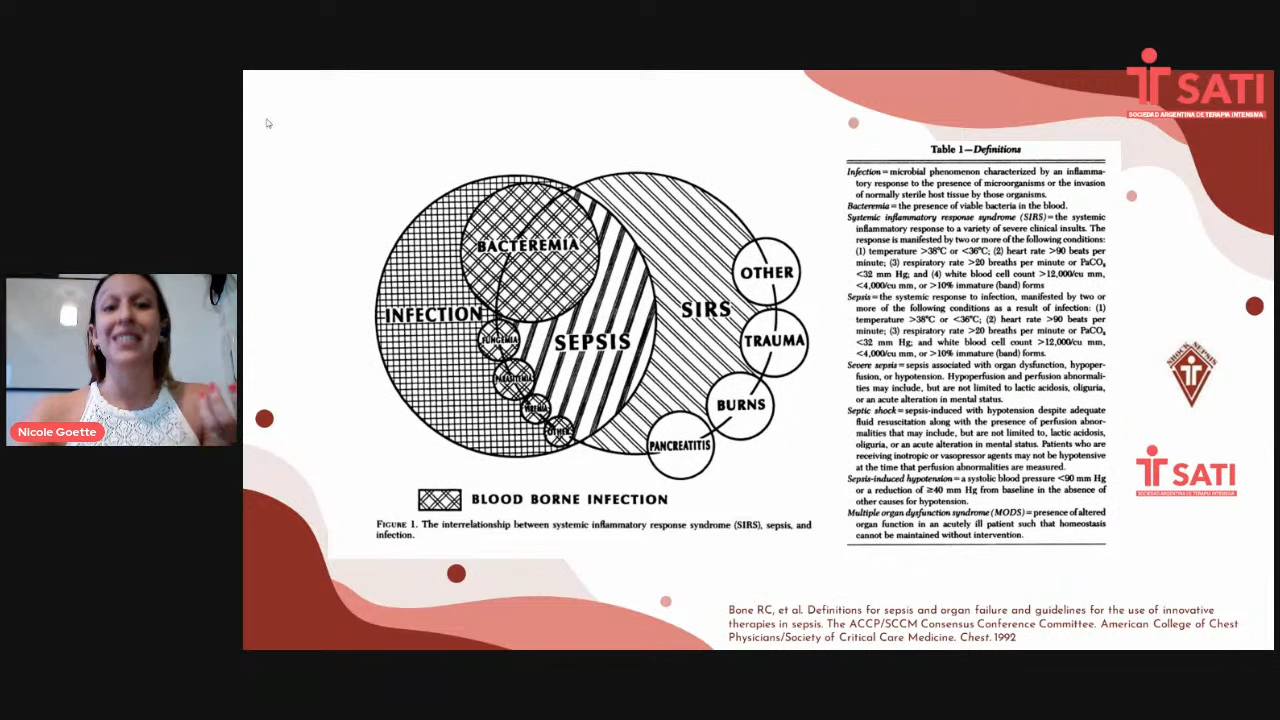 SATI
SOCIEDAD ARGENTINA DE TERAPIA INTENSIVA
BACTEREMIA
INFECTION
FUNGEMIA
PARASITEMIA
VIREMIA
OTHER
SEPSIS
SIRS
OTHER
TRAUMA
BURNS
PANCREATITIS
BLOOD BORNE INFECTION
FIGURE 1. The interrelationship between systemic inflammatory response syndrome (SIRS), sepsis, and
infection.
Table 1—Definitions
Infection = microbial phenomenon characterized by an inflamma-
tory response to the presence of microorganisms or the invasion
of normally sterile host tissue by those organisms.
Bacteremia = the presence of viable bacteria in the blood.
Systemic inflammatory response syndrome (SIRS) = the systemic
inflammatory response to a variety of severe clinical insults. The
response is manifested by two or more of the following conditions:
(1) temperature >38°C or <36°C; (2) heart rate >90 beats per
minute; (3) respiratory rate >20 breaths per minute or PaCO₂
<32 mm Hg; and (4) white blood cell count >12,000/cu mm,
<4,000/cu mm, or >10% immature (band) forms
Sepsis = the systemic response to infection, manifested by two or
more of the following conditions as a result of infection: (1)
temperature >38°C or <36°C; (2) heart rate >90 beats per
minute; (3) respiratory rate >20 breaths per minute or PaCO₂
<32 mm Hg; and white blood cell count >12,000/cu mm,
<4,000/cu mm, or >10% immature (band) forms.
Severe sepsis = sepsis associated with organ dysfunction, hypoper-
fusion, or hypotension. Hypoperfusion and perfusion abnormali-
ties may include, but are not limited to lactic acidosis, oliguria,
or an acute alteration in mental status.
Septic shock = sepsis-induced with hypotension despite adequate
fluid resuscitation along with the presence of perfusion abnor-
malities that may include, but are not limited to, lactic acidosis,
oliguria, or an acute alteration in mental status. Patients who are
receiving inotropic or vasopressor agents may not be hypotensive
at the time that perfusion abnormalities are measured.
Sepsis-induced hypotension = a systolic blood pressure <90 mm Hg
or a reduction of ≥40 mm Hg from baseline in the absence of
other causes for hypotension.
Multiple organ dysfunction syndrome (MODS) = presence of altered
organ function in an acutely ill patient such that homeostasis
cannot be maintained without intervention.
SHOCK SEPSIS
SATI
SOCIEDAD ARGENTINA DE TERAPIA INTENSIVA
Nicole Goette
Bone RC, et al. Definitions for sepsis and organ failure and guidelines for the use of innovative
therapies in sepsis. The ACCP/SCCM Consensus Conference Committee. American College of Chest
Physicians/Society of Critical Care Medicine. Chest. 1992